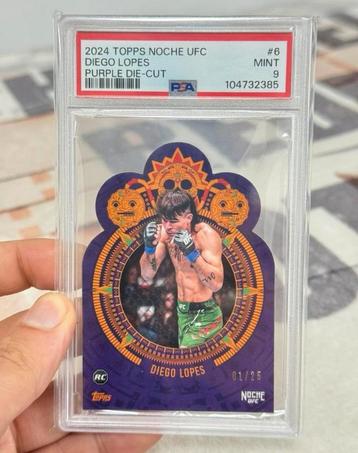 2024 TOPPS NOCHE UFC #6
DIEGO LOPES MINT
PURPLE DIE-CUT PSA 9
104732385
DIEGO LOPES
01/25
RC
TOPPS
NOCHE
UFC